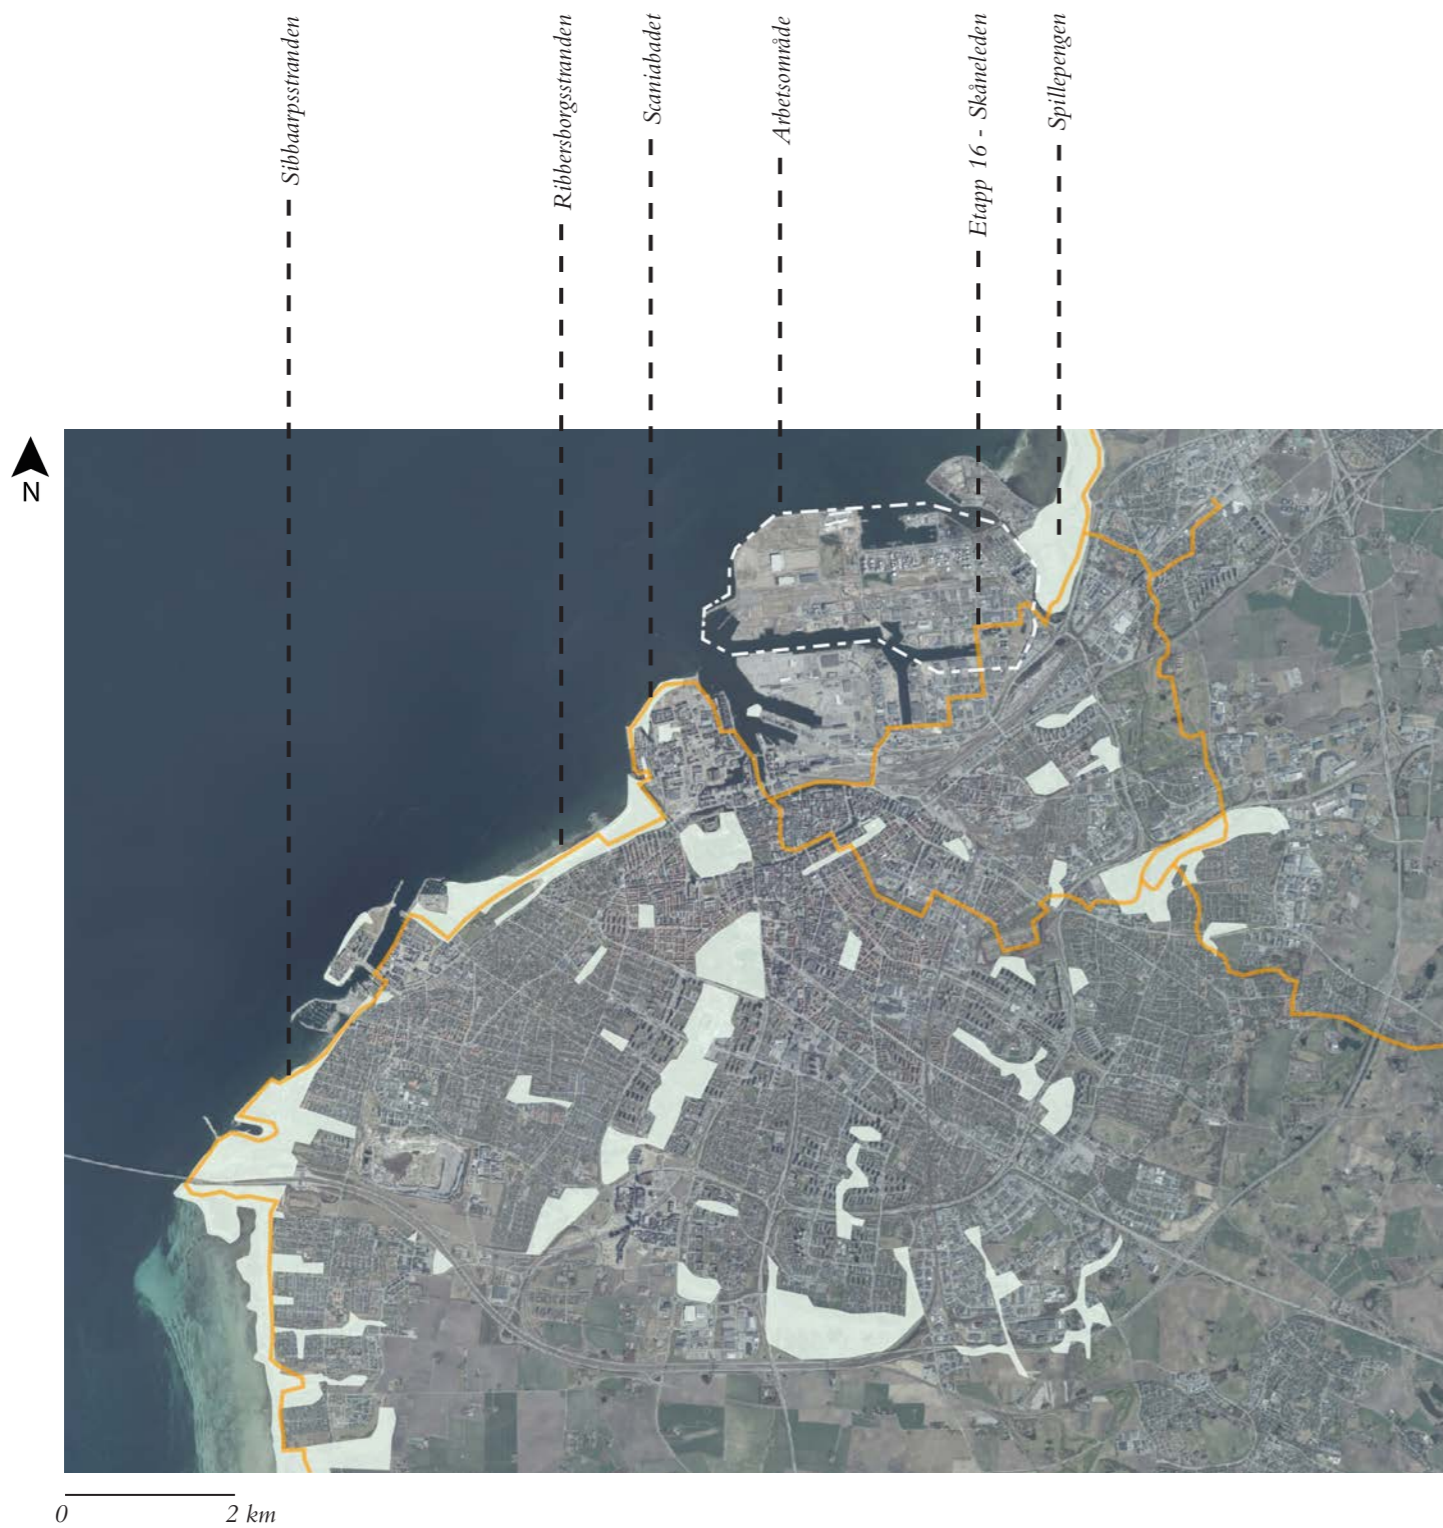 Sibbaarpsstranden
Ribbersborgsstranden
Scaniabadet
Arbetsområde
Etapp 16 - Skåneleden
Spillepengen
N
0
2 km